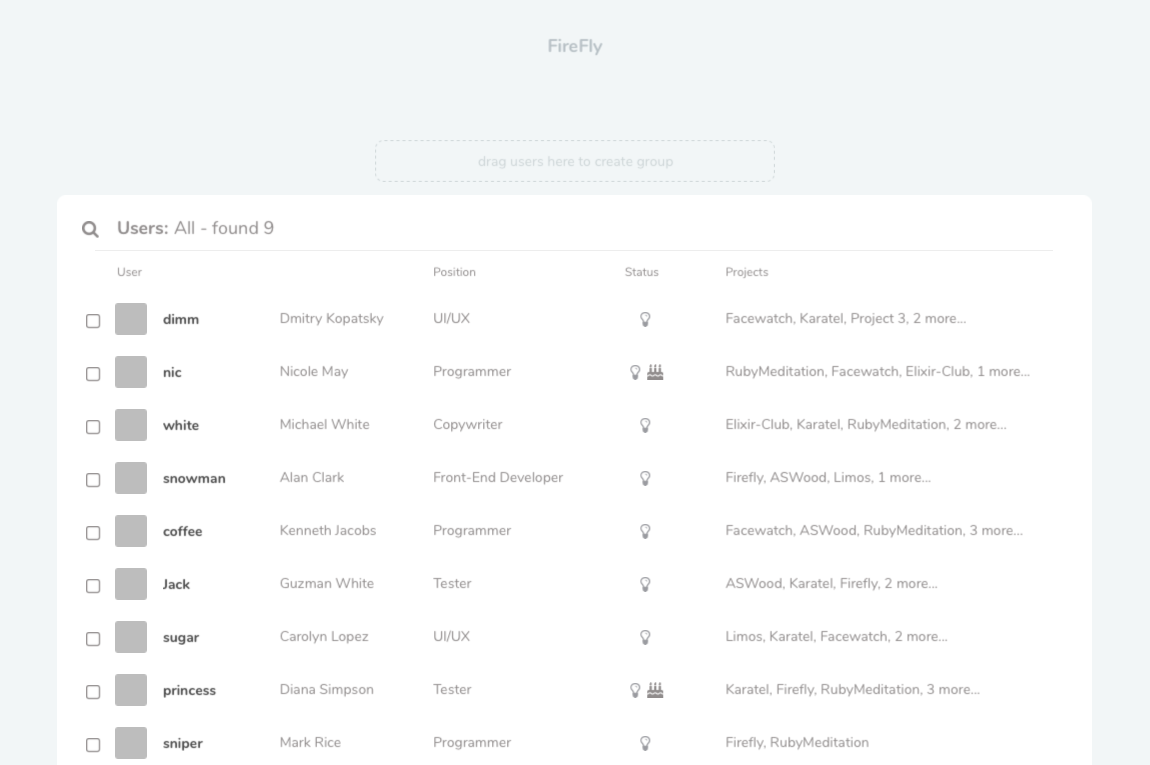 FireFly
drag users here to create group
Users: All - found 9
User Position Status Projects
dimm Dmitry Kopatsky UI/UX Facewatch, Karatel, Project 3, 2 more...
nic Nicole May Programmer RubyMeditation, Facewatch, Elixir-Club, 1 more...
white Michael White Copywriter Elixir-Club, Karatel, RubyMeditation, 2 more...
snowman Alan Clark Front-End Developer Firefly, ASWood, Limos, 1 more...
coffee Kenneth Jacobs Programmer Facewatch, ASWood, RubyMeditation, 3 more...
Jack Guzman White Tester ASWood, Karatel, Firefly, 2 more...
sugar Carolyn Lopez UI/UX Limos, Karatel, Facewatch, 2 more...
princess Diana Simpson Tester Karatel, Firefly, RubyMeditation, 3 more...
sniper Mark Rice Programmer Firefly, RubyMeditation